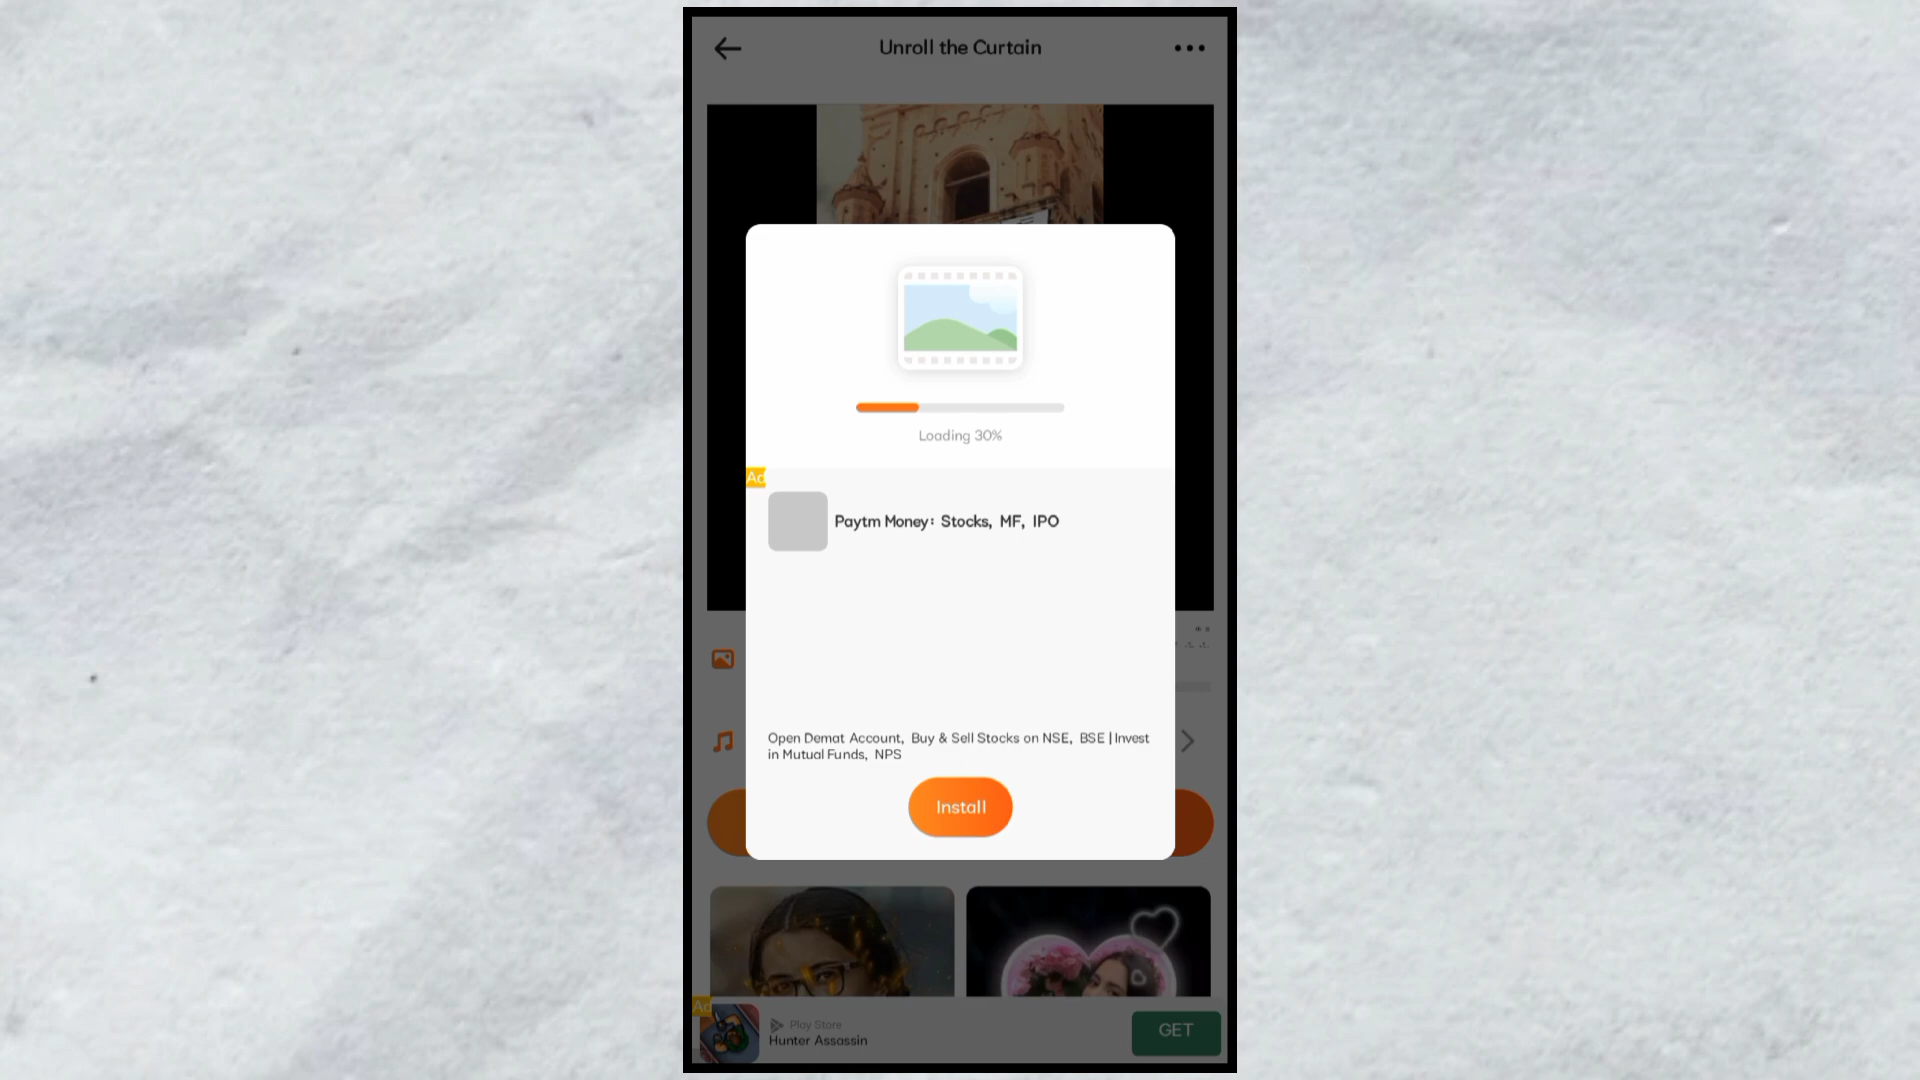 Unroll the Curtain
Loading 30%
Ad
Paytm Money: Stocks, MF, IPO
Open Demat Account, Buy & Sell Stocks on NSE, BSE | Invest
in Mutual Funds, NPS
Install
Ad
Play Store
Hunter Assassin
GET